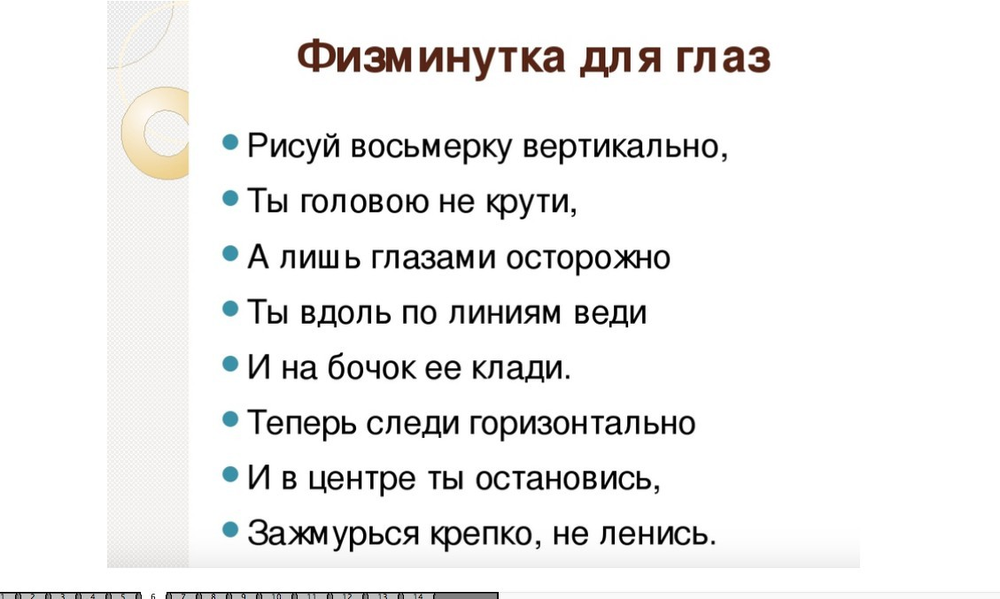 Физминутка для глаз
Рисуй восьмерку вертикально,
Ты головою не крути,
А лишь глазами осторожно
Ты вдоль по линиям веди
И на бочок ее клади.
Теперь следи горизонтально
И в центре ты остановись,
Зажмурься крепко, не ленись.
1 2 3 4 5 6 7 8 9 10 11 12 13 14